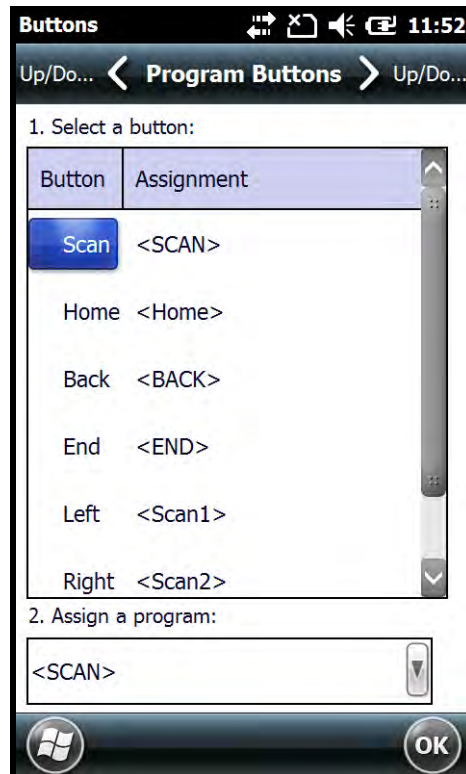 Buttons 11:52
Up/Do... Program Buttons Up/Do...
1. Select a button:
Button Assignment
Scan <SCAN>
Home <Home>
Back <BACK>
End <END>
Left <Scan1>
Right <Scan2>
2. Assign a program:
<SCAN>
OK